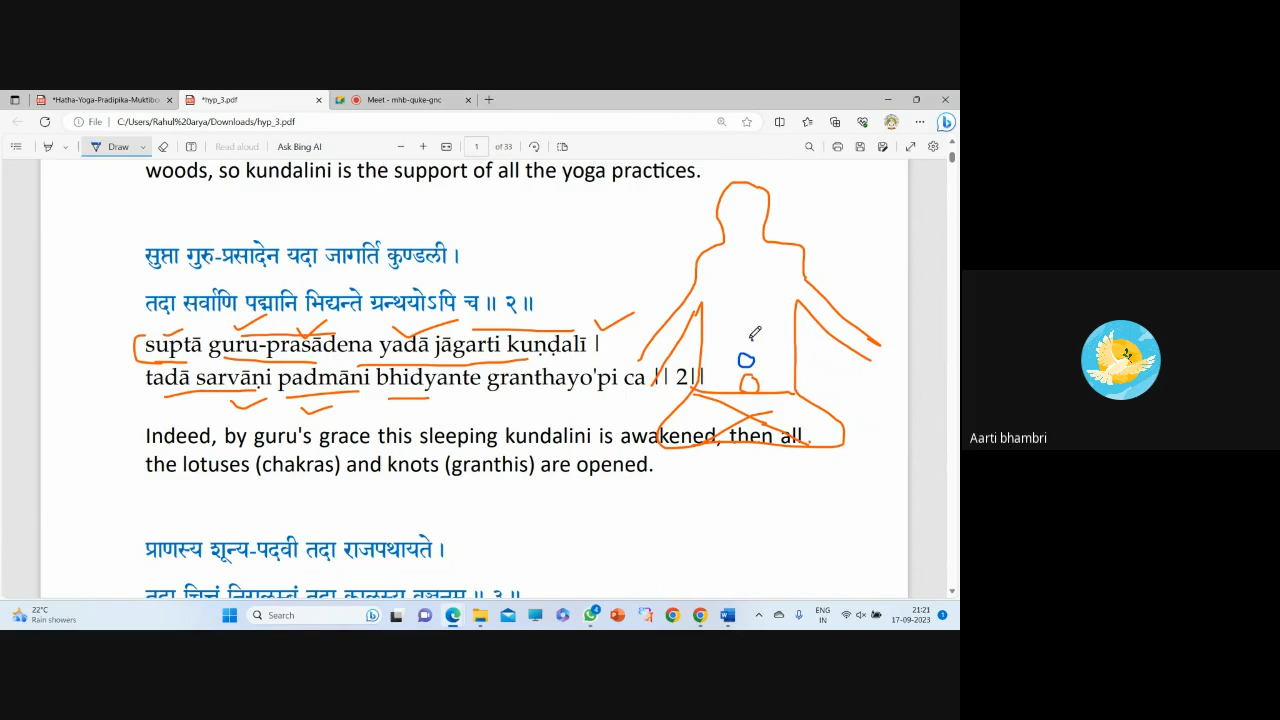 *Hatha-Yoga-Pradipika-Muktibo
*hyp_3.pdf
Meet - mhb-quke-gnc
File
C:/Users/Rahul%20arya/Downloads/hyp_3.pdf
Draw
Read aloud
Ask Bing AI
1
of 33
woods, so kundalini is the support of all the yoga practices.
सुप्ता गुरु-प्रसादेन यदा जागर्ति कुण्डली ।
तदा सर्वाणि पद्मानि भिद्यन्ते ग्रन्थयोऽपि च ॥ २॥
suptā guru-prasādena yadā jāgarti kuṇḍalī |
tadā sarvāṇi padmāni bhidyante granthayo'pi ca || 2||
Indeed, by guru's grace this sleeping kundalini is awakened, then all
the lotuses (chakras) and knots (granthis) are opened.
प्राणस्य शून्य-पदवी तदा राजपथायते ।
Aarti bhambri
22°C
Rain showers
Search
4
ENG
IN
21:21
17-09-2023
1